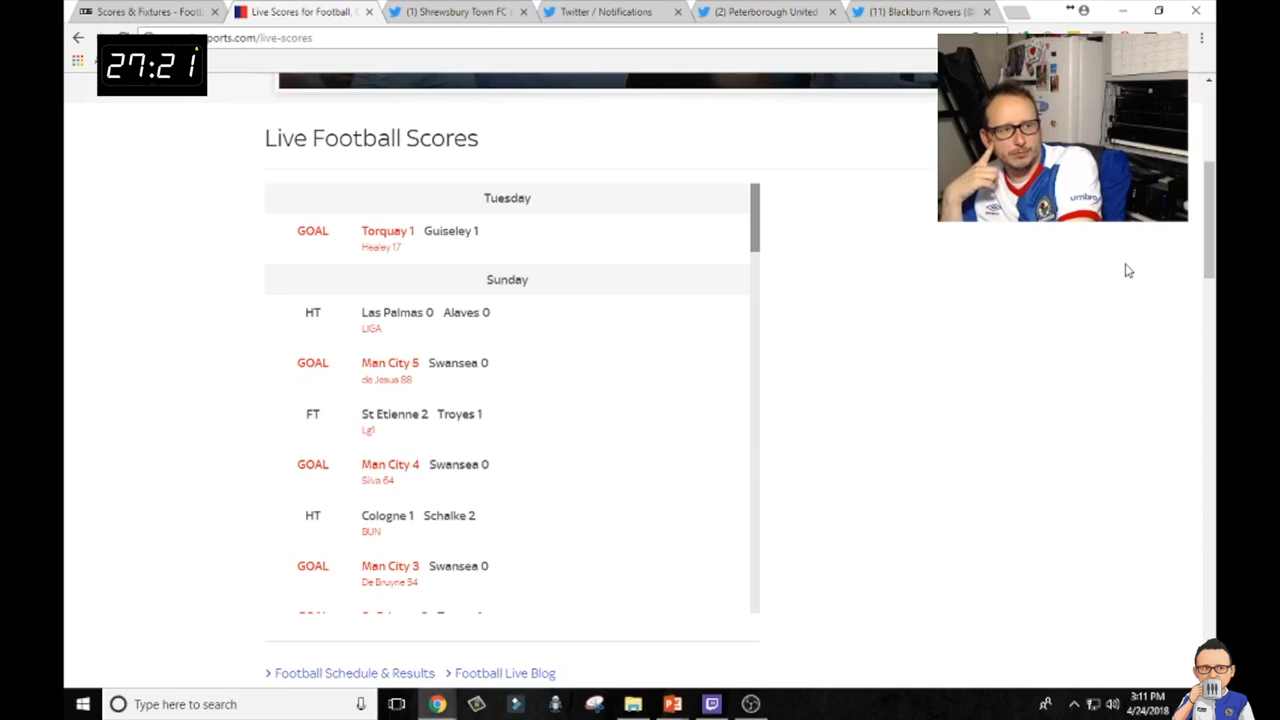 Scores & Fixtures - Footb
Live Scores for Football, C
(1) Shrewsbury Town FC (
Twitter / Notifications
(2) Peterborough United
(11) Blackburn Rovers (@
ports.com/live-scores
27:21
Live Football Scores
Tuesday
GOAL Torquay 1 Guiseley 1
Healey 17
Sunday
HT Las Palmas 0 Alaves 0
LIGA
GOAL Man City 5 Swansea 0
de Jesus 88
FT St Etienne 2 Troyes 1
Lg1
GOAL Man City 4 Swansea 0
Silva 64
HT Cologne 1 Schalke 2
BUN
GOAL Man City 3 Swansea 0
De Bruyne 54
umbro
> Football Schedule & Results > Football Live Blog
Type here to search
3:11 PM
4/24/2018